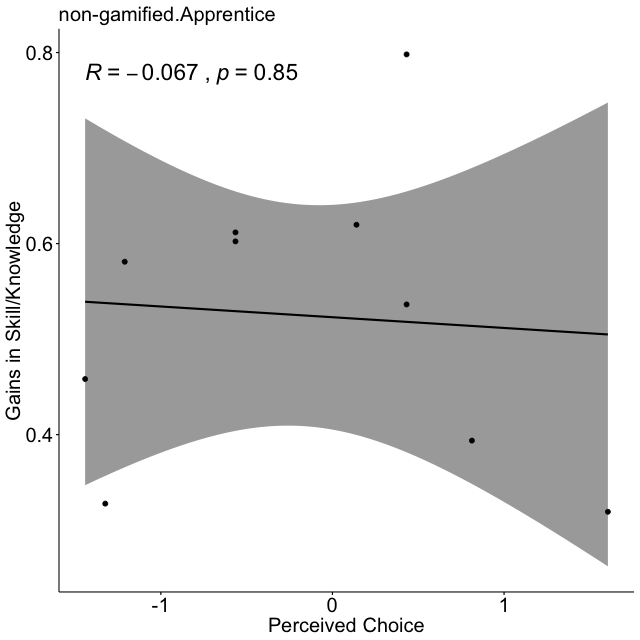 non-gamified.Apprentice
R = −0.067 , p = 0.85
0.8
0.6
0.4
Gains in Skill/Knowledge
-1 0 1
Perceived Choice